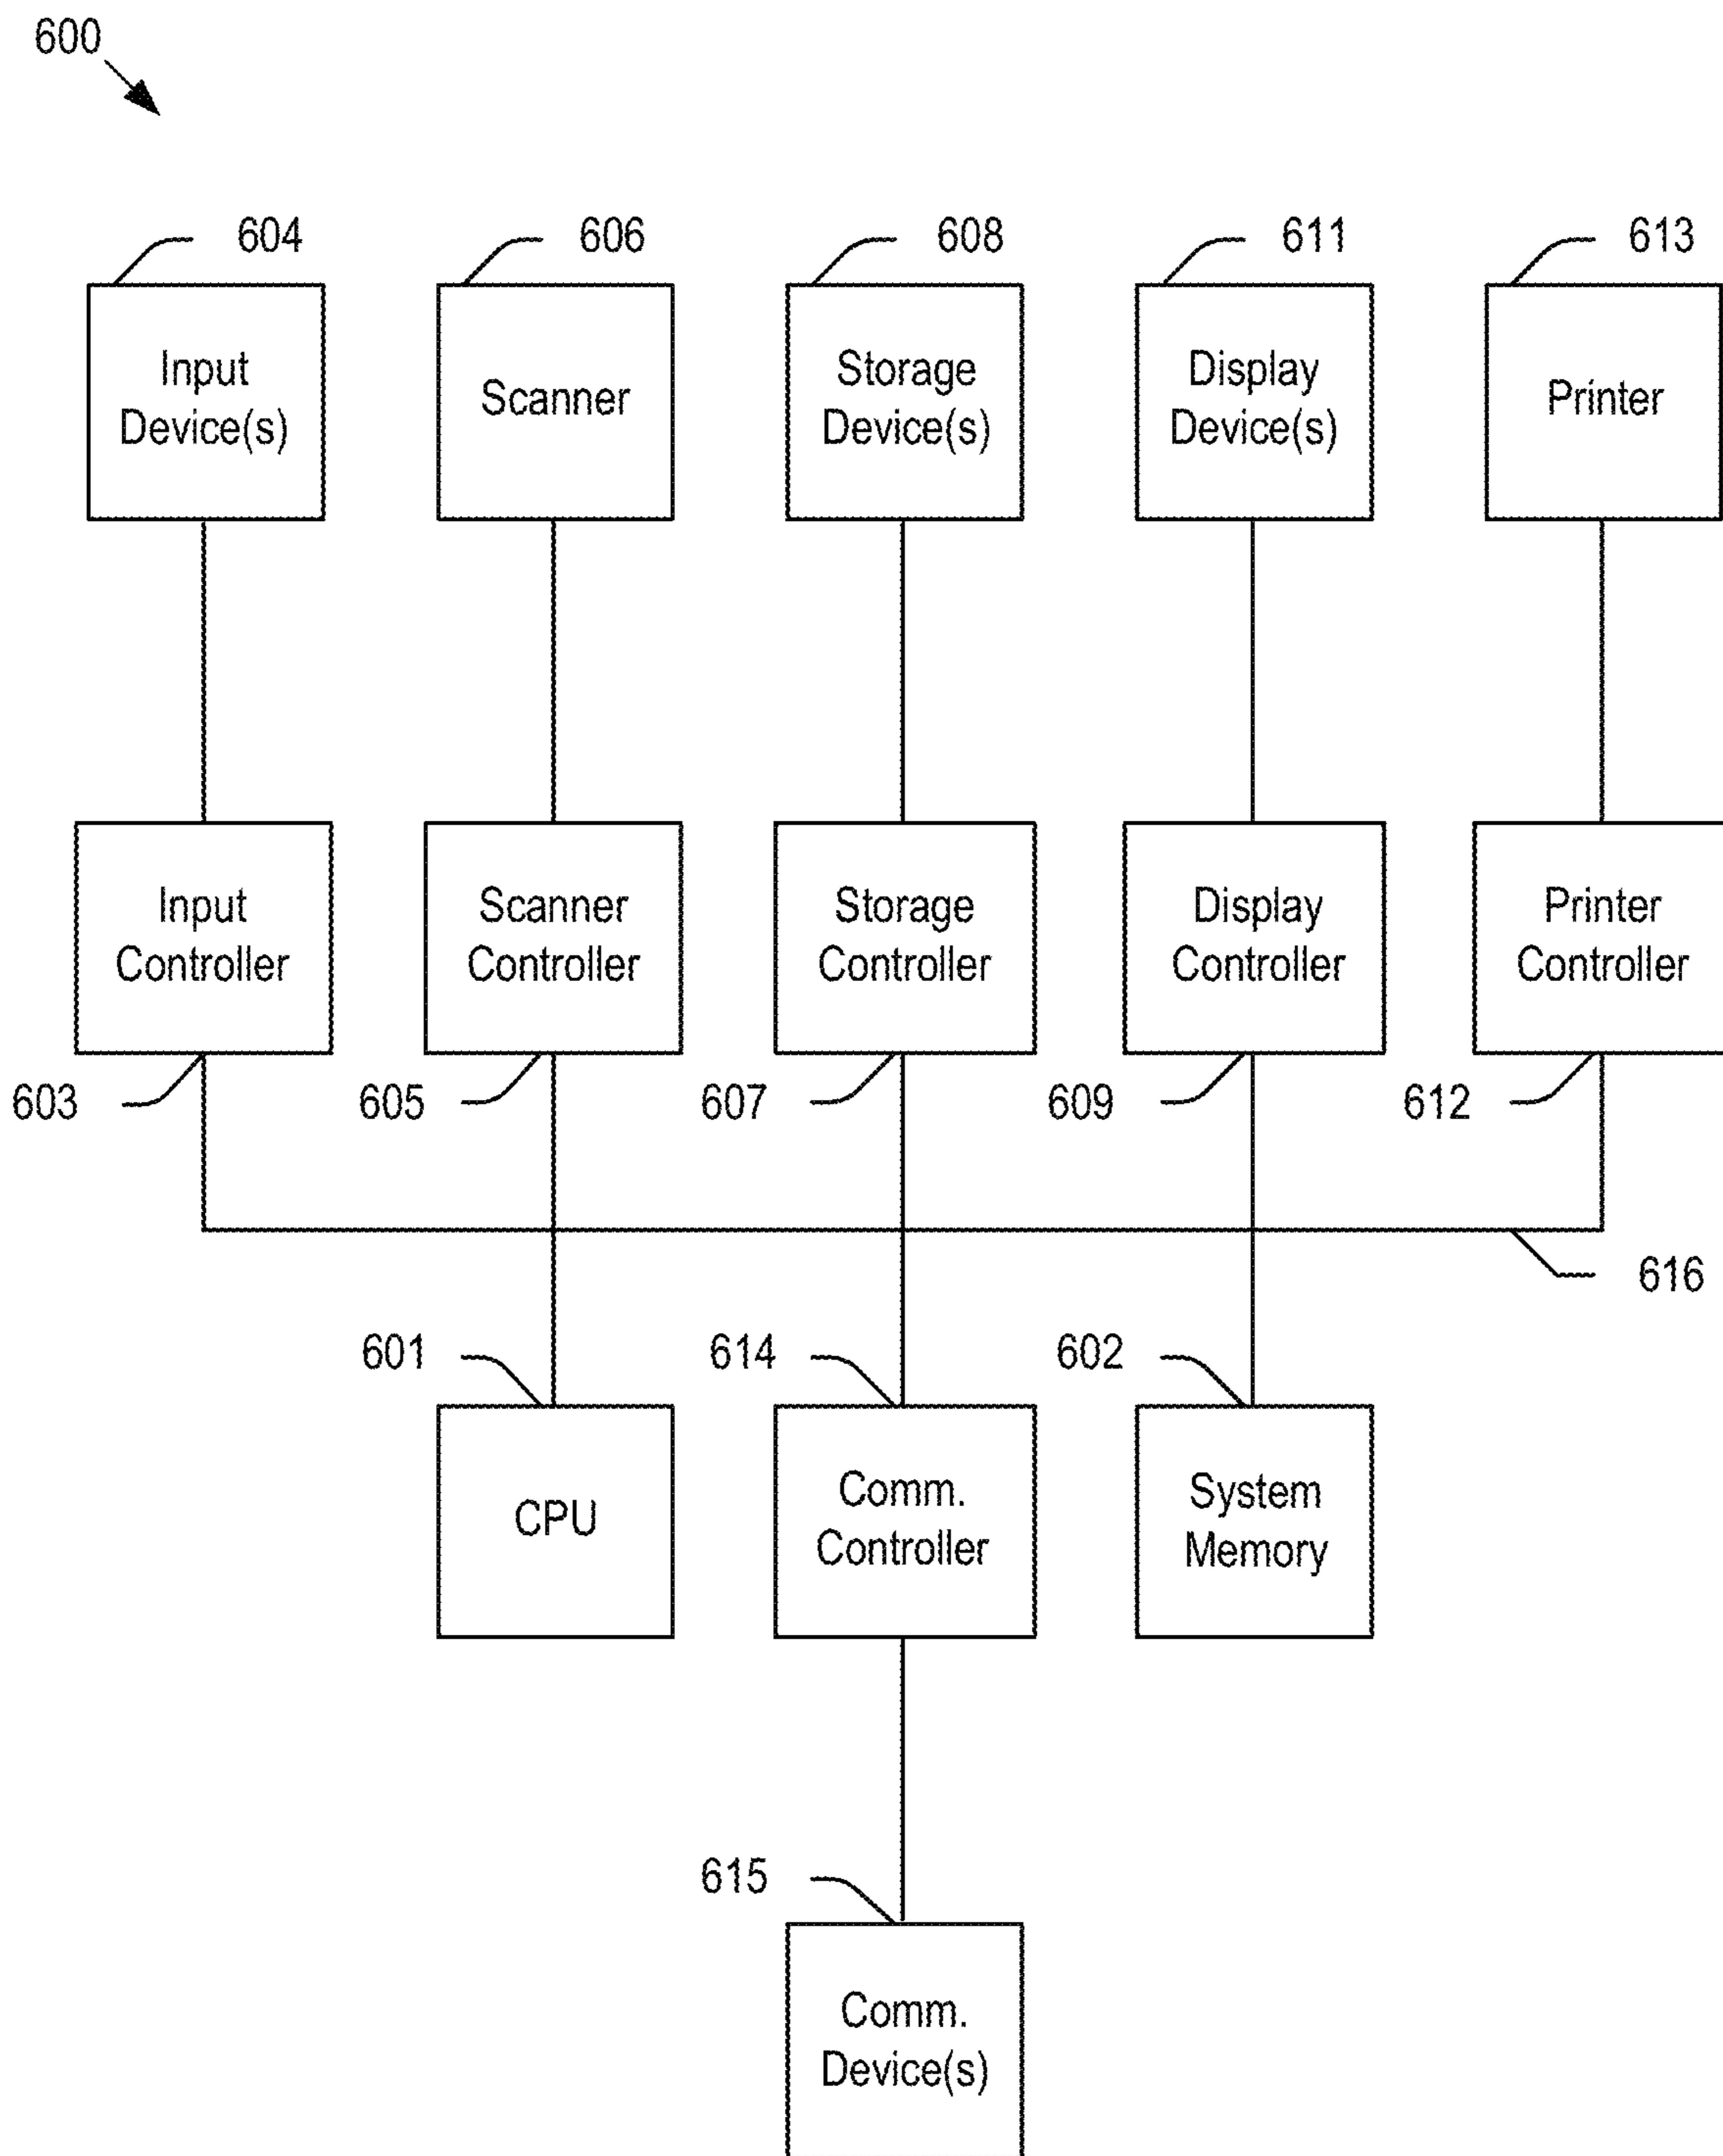 600
604
606
608
611
613
Input
Device(s)
Scanner
Storage
Device(s)
Display
Device(s)
Printer
Input
Controller
Scanner
Controller
Storage
Controller
Display
Controller
Printer
Controller
603
605
607
609
612
616
601
614
602
CPU
Comm.
Controller
System
Memory
615
Comm.
Device(s)